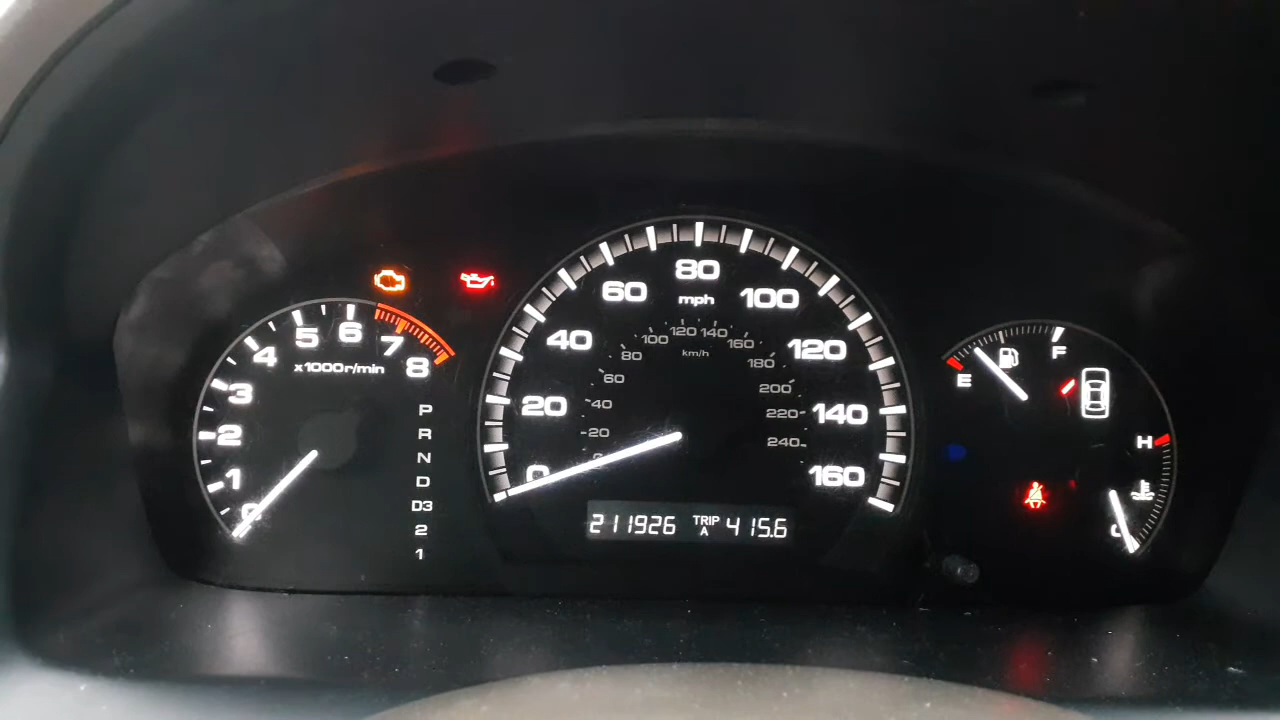 0 1 2 3 4 5 6 7 8
x1000r/min
P
R
N
D
D3
2
1
0 20 40 60 80 100 120 140 160
mph
20 40 60 80 100 120 140 160 180 200 220 240
km/h
211926 TRIP A 415.6
E F
H
C